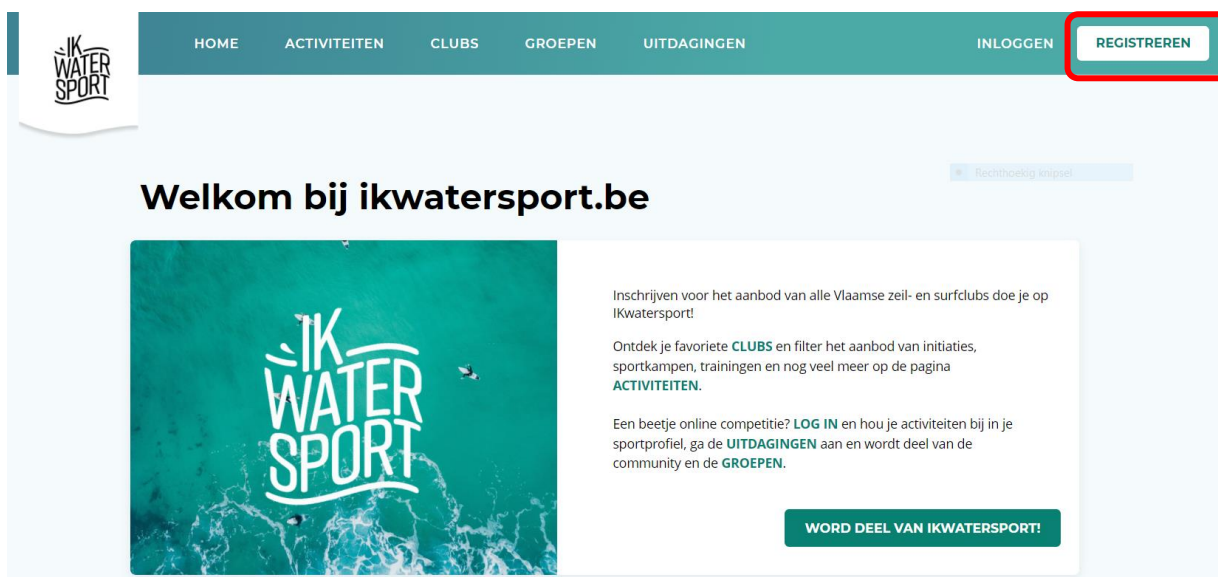 IK
WATER
SPORT
HOME ACTIVITEITEN CLUBS GROEPEN UITDAGINGEN INLOGGEN REGISTREREN
Rechthoekig knipsel
Welkom bij ikwatersport.be
IK
WATER
SPORT
Inschrijven voor het aanbod van alle Vlaamse zeil- en surfclubs doe je op
IKwatersport!
Ontdek je favoriete CLUBS en filter het aanbod van initiaties,
sportkampen, trainingen en nog veel meer op de pagina
ACTIVITEITEN.
Een beetje online competitie? LOG IN en hou je activiteiten bij in je
sportprofiel, ga de UITDAGINGEN aan en wordt deel van de
community en de GROEPEN.
WORD DEEL VAN IKWATERSPORT!